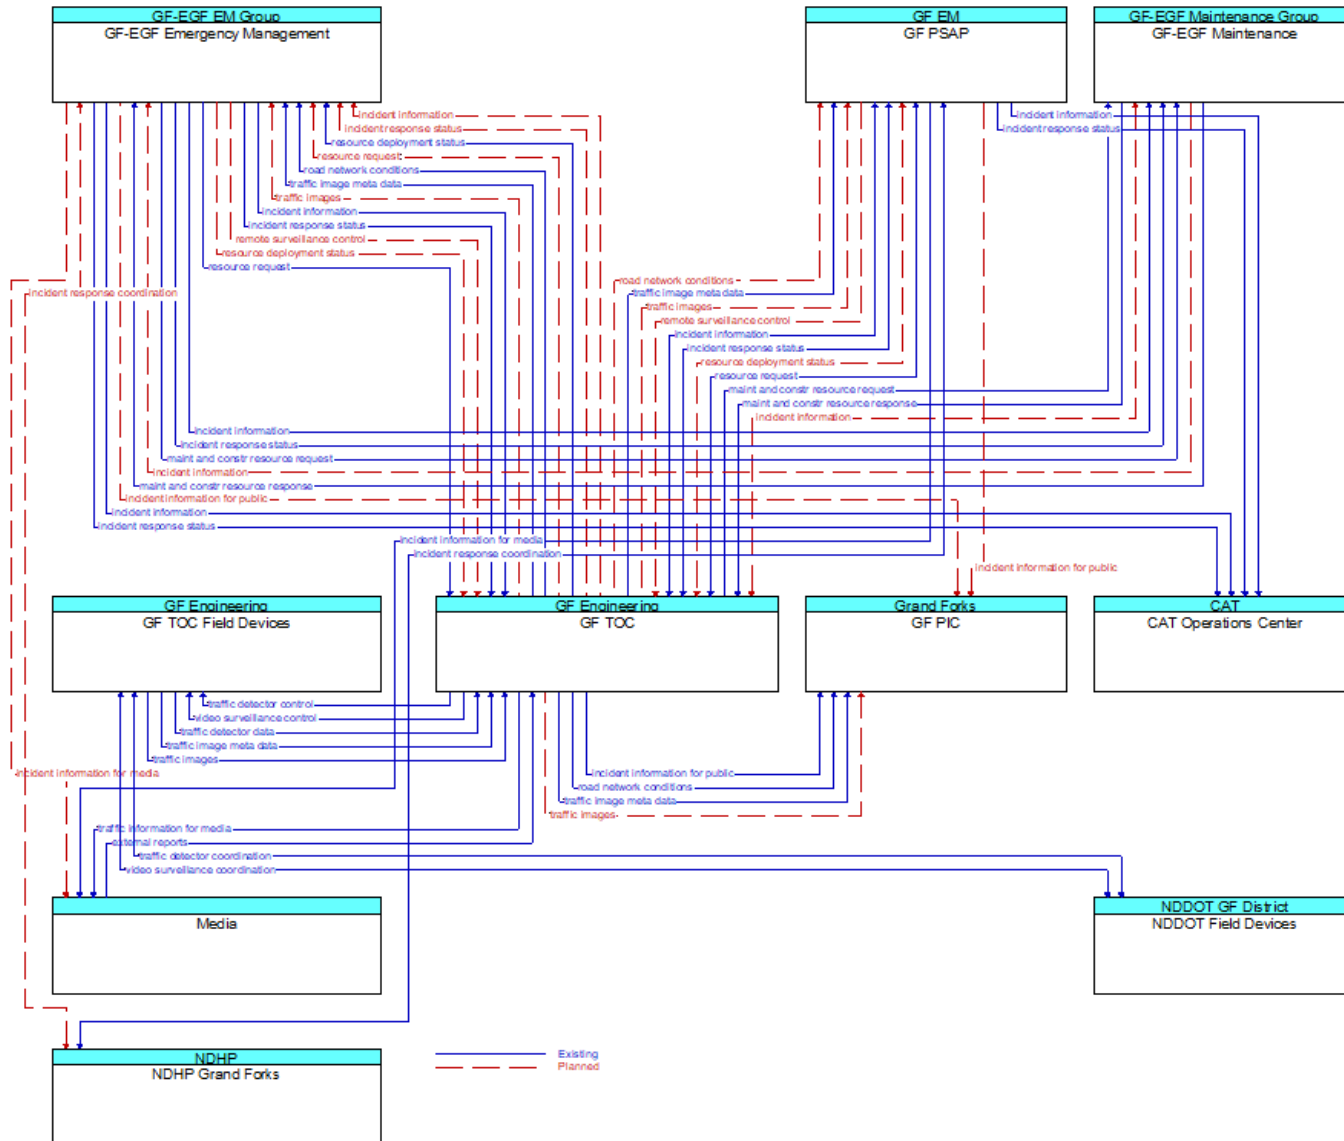 GF-EGF EM Group
GF-EGF Emergency Management
GF EM
GF PSAP
GF-EGF Maintenance Group
GF-EGF Maintenance
incident information
incident response status
resource deployment status
resource request
road network conditions
traffic image meta data
traffic images
incident information
incident response status
remote surveillance control
resource deployment status
resource request
incident information
incident response status
road network conditions
traffic image meta data
traffic images
remote surveillance control
incident information
incident response status
resource deployment status
resource request
maint and constr resource request
maint and constr resource response
incident information
incident response coordination
incident information
incident response status
maint and constr resource request
incident information
maint and constr resource response
incident information for public
incident information
incident response status
incident information for media
incident response coordination
incident information for public
GF Engineering
GF TOC Field Devices
GF Engineering
GF TOC
Grand Forks
GF PIC
CAT
CAT Operations Center
traffic detector control
video surveillance control
traffic detector data
traffic image meta data
traffic images
incident information for public
road network conditions
traffic image meta data
traffic images
incident information for media
traffic information for media
external reports
traffic detector coordination
video surveillance coordination
Media
NDDOT GF District
NDDOT Field Devices
NDHP
NDHP Grand Forks
Existing
Planned